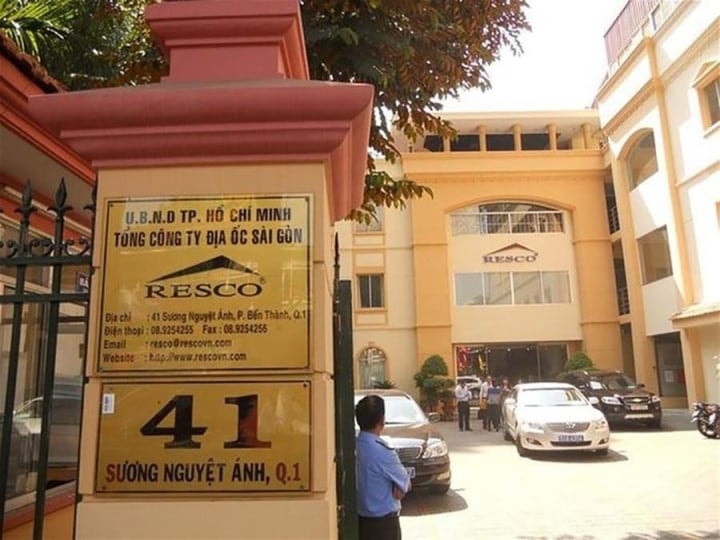 U.B.N.D TP. HỒ CHÍ MINH
TỔNG CÔNG TY ĐỊA ỐC SÀI GÒN
RESCO®
Địa chỉ : 41 Sương Nguyệt Ánh, P. Bến Thành, Q.1
Điện thoại : 08.9254255 Fax : 08.9254256
Email : resco@rescovn.com
Website : http://www.rescovn.com
41
SƯƠNG NGUYỆT ÁNH, Q.1
RESCO